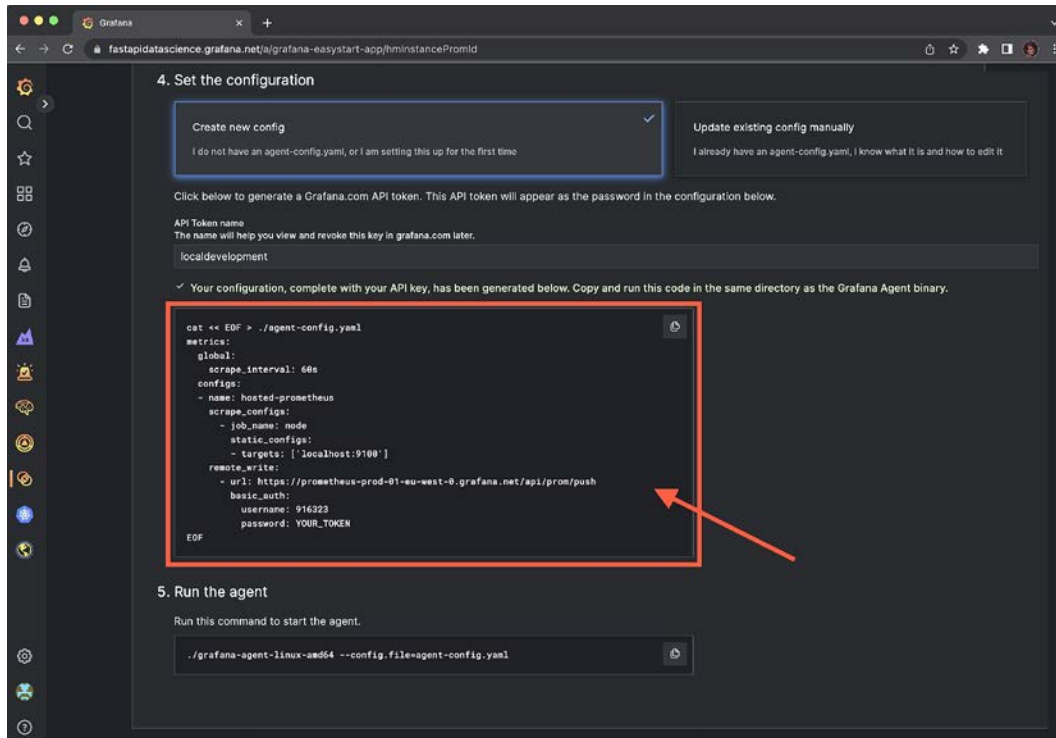 Grafana
fastapidatascience.grafana.net/a/grafana-easystart-app/hmInstancePromId
4. Set the configuration
Create new config
I do not have an agent-config.yaml, or I am setting this up for the first time
Update existing config manually
I already have an agent-config.yaml, I know what it is and how to edit it
Click below to generate a Grafana.com API token. This API token will appear as the password in the configuration below.
API Token name
The name will help you view and revoke this key in grafana.com later.
localdevelopment
Your configuration, complete with your API key, has been generated below. Copy and run this code in the same directory as the Grafana Agent binary.
cat << EOF > ./agent-config.yaml
metrics:
  global:
    scrape_interval: 60s
  configs:
  - name: hosted-prometheus
    scrape_configs:
      - job_name: node
        static_configs:
        - targets: ['localhost:9100']
    remote_write:
      - url: https://prometheus-prod-01-eu-west-0.grafana.net/api/prom/push
        basic_auth:
          username: 916323
          password: YOUR_TOKEN
EOF
5. Run the agent
Run this command to start the agent.
./grafana-agent-linux-amd64 --config.file=agent-config.yaml